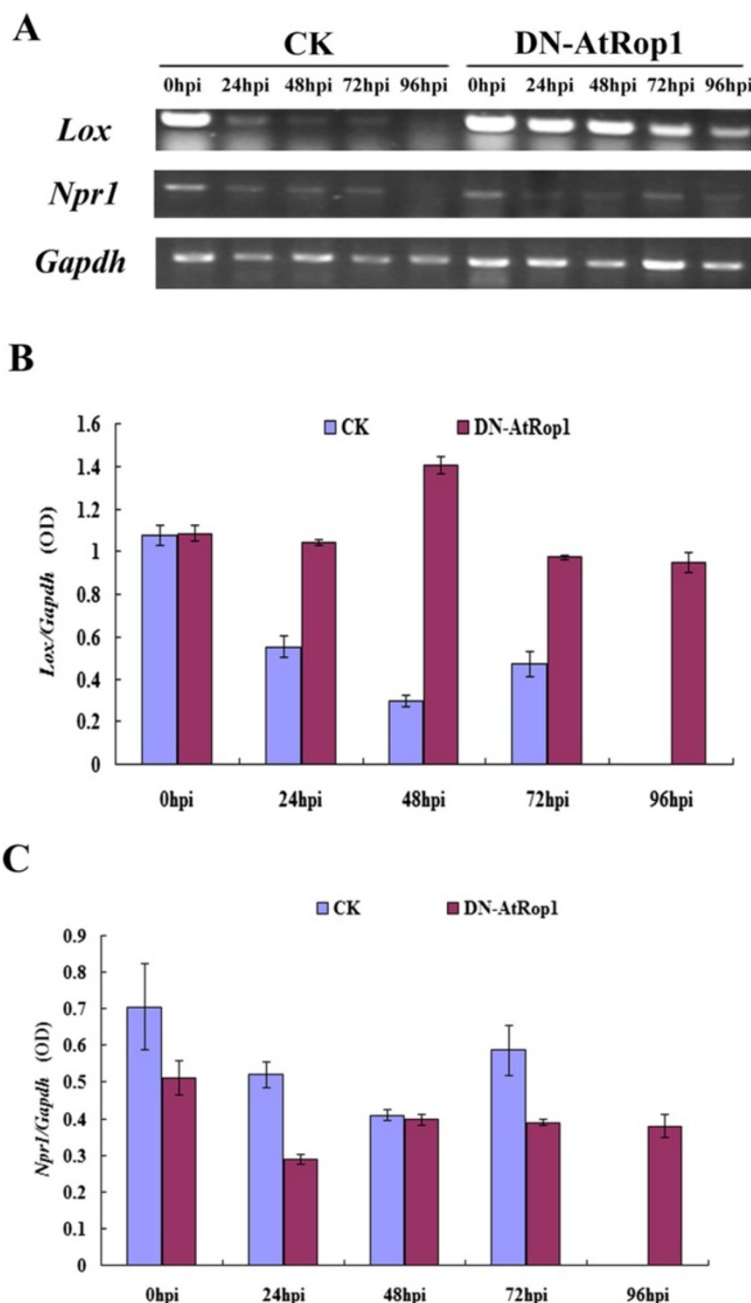 A
CK DN-AtRop1
0hpi 24hpi 48hpi 72hpi 96hpi 0hpi 24hpi 48hpi 72hpi 96hpi
Lox
Npr1
Gapdh
B
CK DN-AtRop1
Lox/Gapdh (OD)
1.6
1.4
1.2
1
0.8
0.6
0.4
0.2
0
0hpi 24hpi 48hpi 72hpi 96hpi
C
CK DN-AtRop1
Npr1/Gapdh (OD)
0.9
0.8
0.7
0.6
0.5
0.4
0.3
0.2
0.1
0
0hpi 24hpi 48hpi 72hpi 96hpi